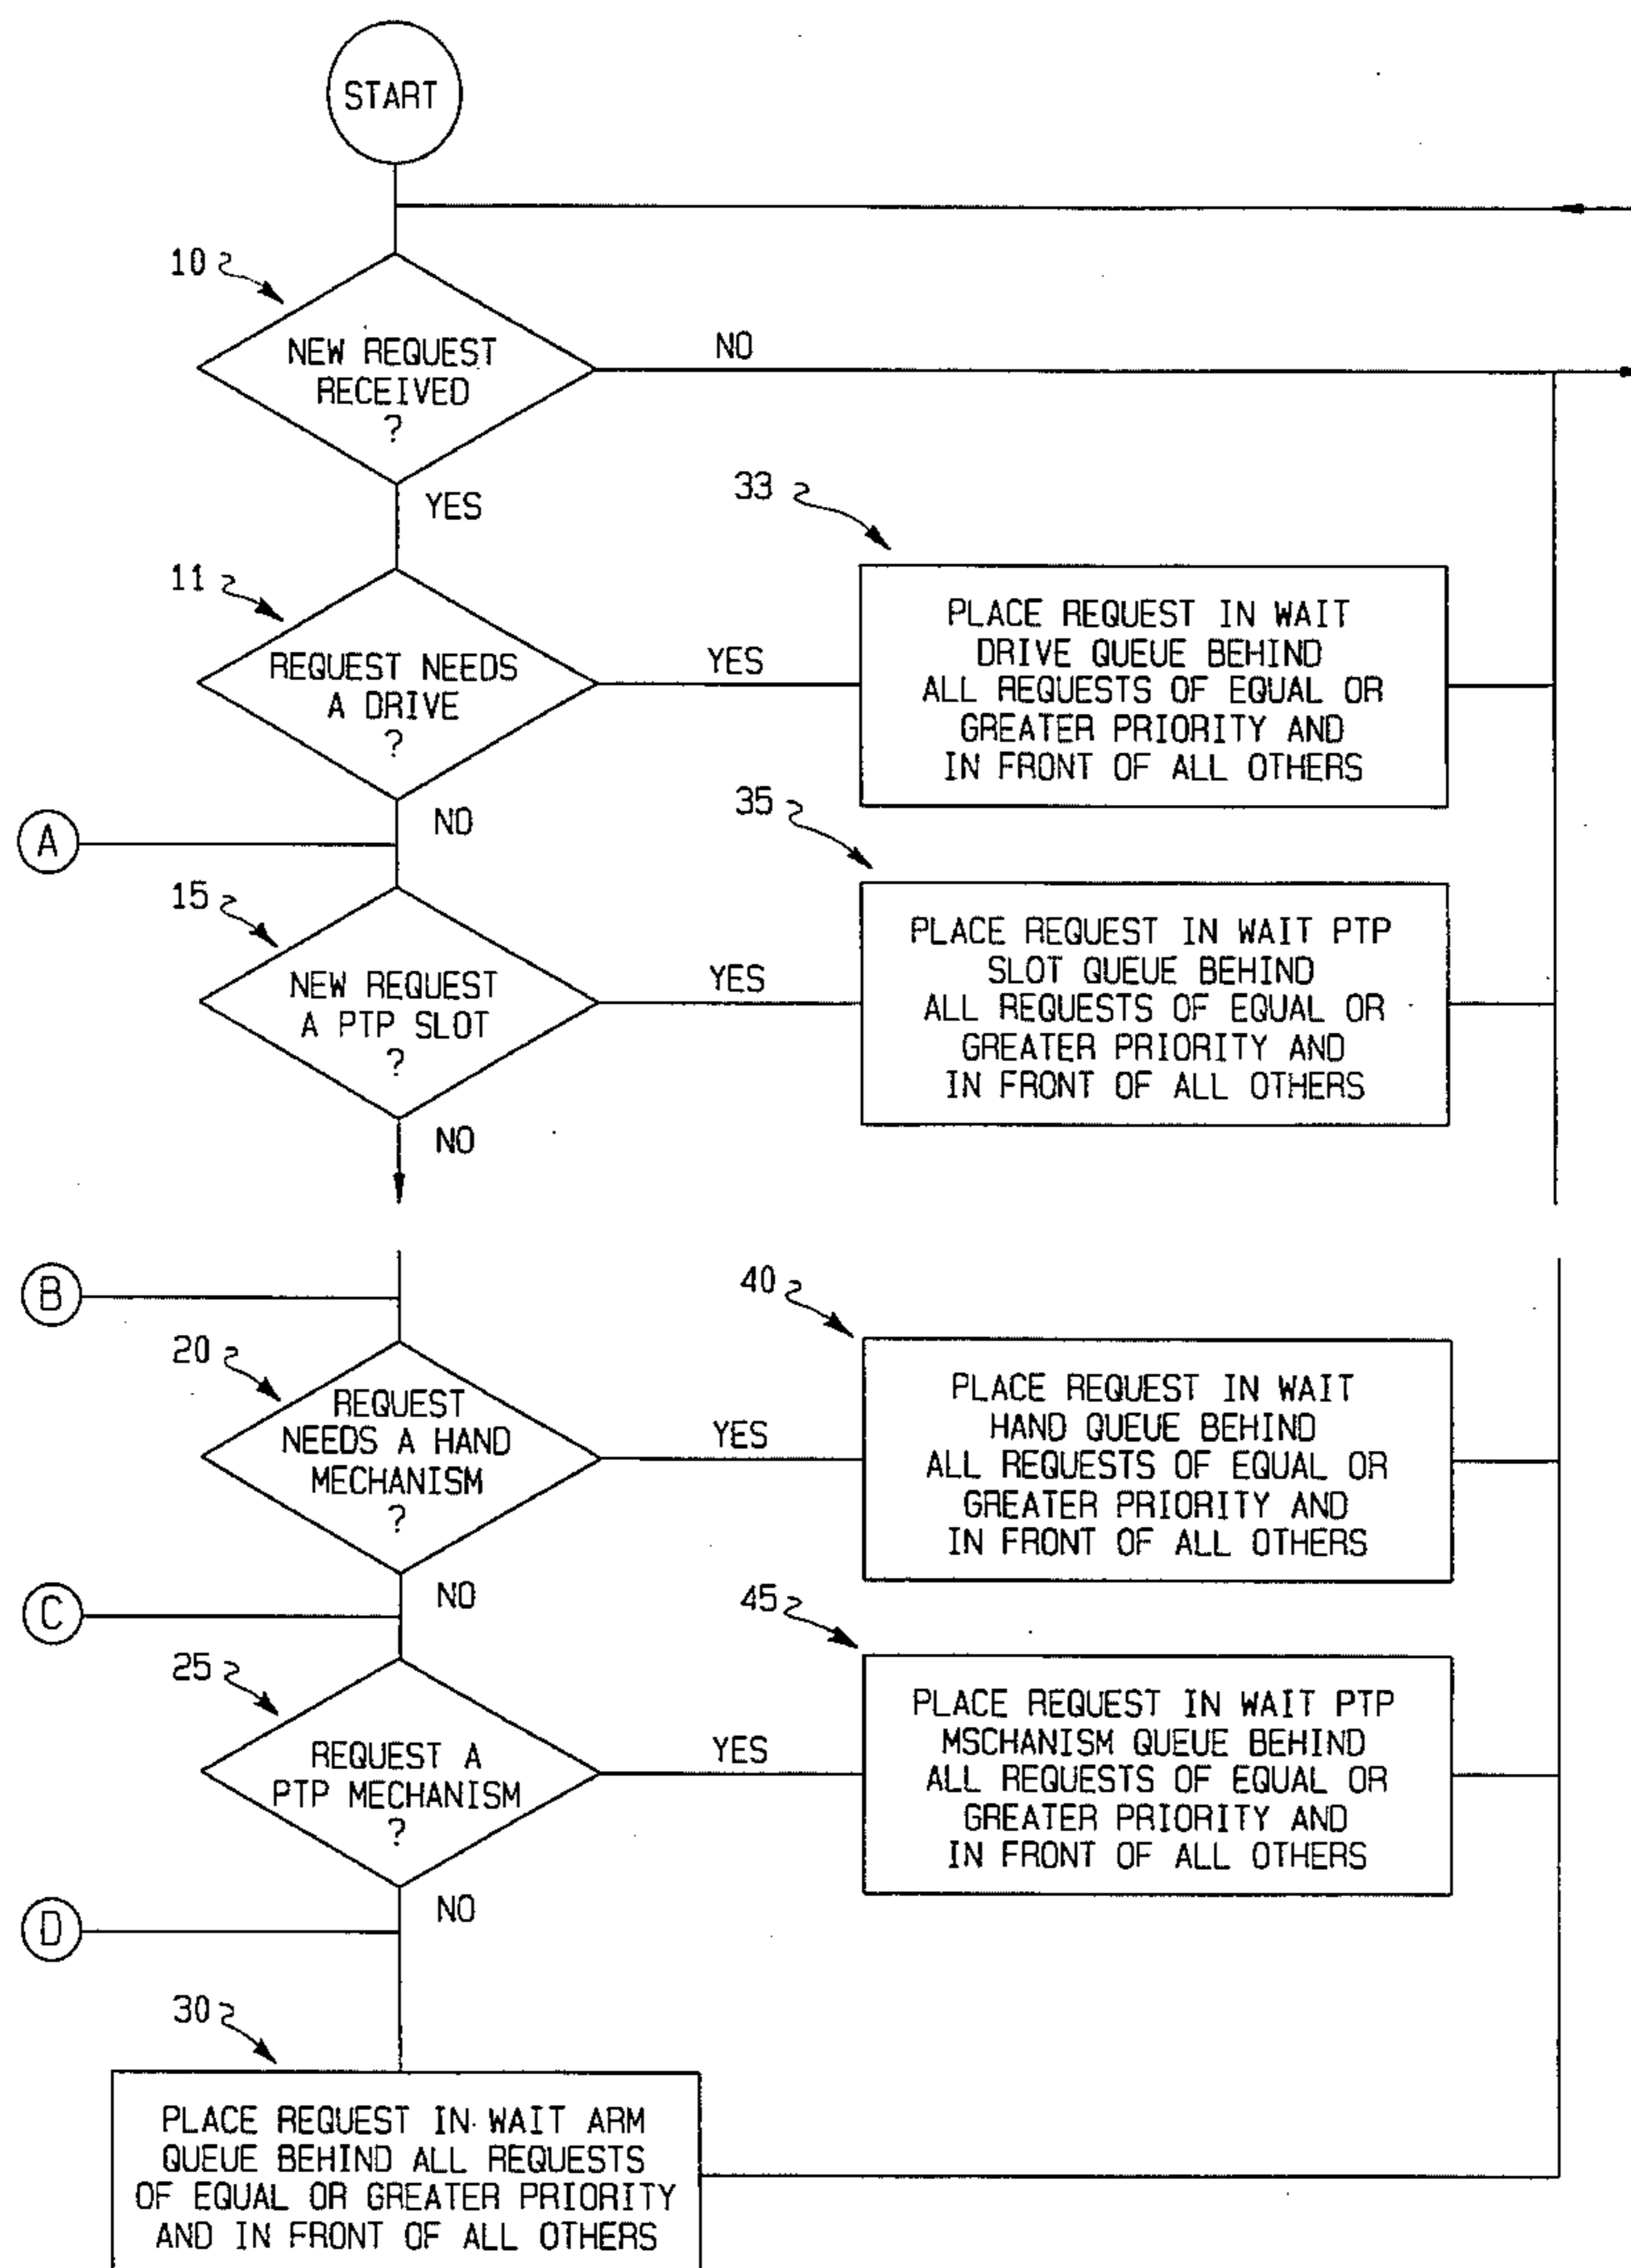 START
10
NEW REQUEST
RECEIVED
?
NO
YES
11
REQUEST NEEDS
A DRIVE
?
YES
NO
33
PLACE REQUEST IN WAIT
DRIVE QUEUE BEHIND
ALL REQUESTS OF EQUAL OR
GREATER PRIORITY AND
IN FRONT OF ALL OTHERS
A
15
NEW REQUEST
A PTP SLOT
?
YES
NO
35
PLACE REQUEST IN WAIT PTP
SLOT QUEUE BEHIND
ALL REQUESTS OF EQUAL OR
GREATER PRIORITY AND
IN FRONT OF ALL OTHERS
B
20
REQUEST
NEEDS A HAND
MECHANISM
?
YES
NO
40
PLACE REQUEST IN WAIT
HAND QUEUE BEHIND
ALL REQUESTS OF EQUAL OR
GREATER PRIORITY AND
IN FRONT OF ALL OTHERS
C
25
REQUEST A
PTP MECHANISM
?
YES
NO
45
PLACE REQUEST IN WAIT PTP
MSCHANISM QUEUE BEHIND
ALL REQUESTS OF EQUAL OR
GREATER PRIORITY AND
IN FRONT OF ALL OTHERS
D
30
PLACE REQUEST IN WAIT ARM
QUEUE BEHIND ALL REQUESTS
OF EQUAL OR GREATER PRIORITY
AND IN FRONT OF ALL OTHERS